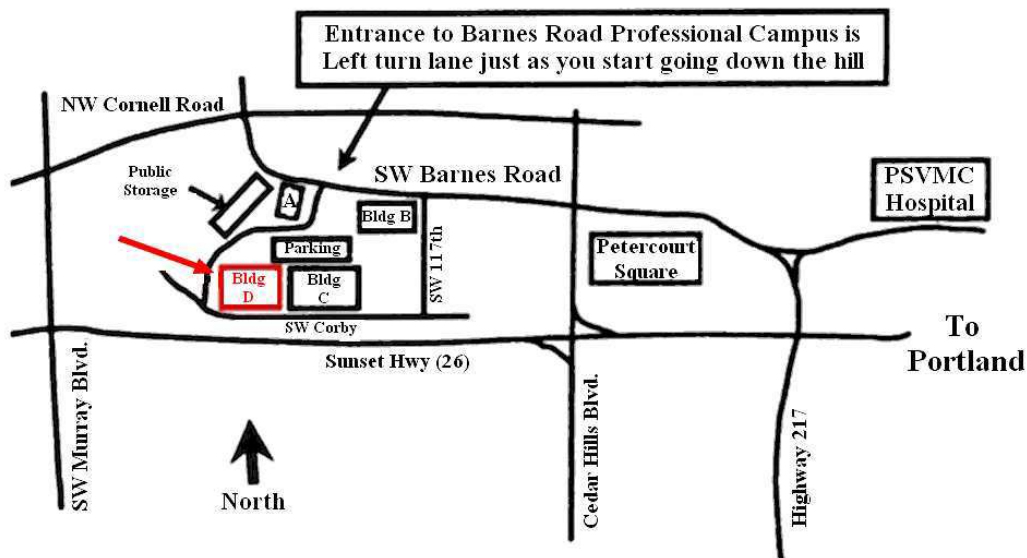 Entrance to Barnes Road Professional Campus is
Left turn lane just as you start going down the hill
NW Cornell Road
Public
Storage
A
SW Barnes Road
PSVMC
Hospital
Bldg B
Parking
Petercourt
Square
Bldg
D
Bldg
C
SW 117th
SW Corby
Sunset Hwy (26)
To
Portland
SW Murray Blvd.
Cedar Hills Blvd.
Highway 217
North